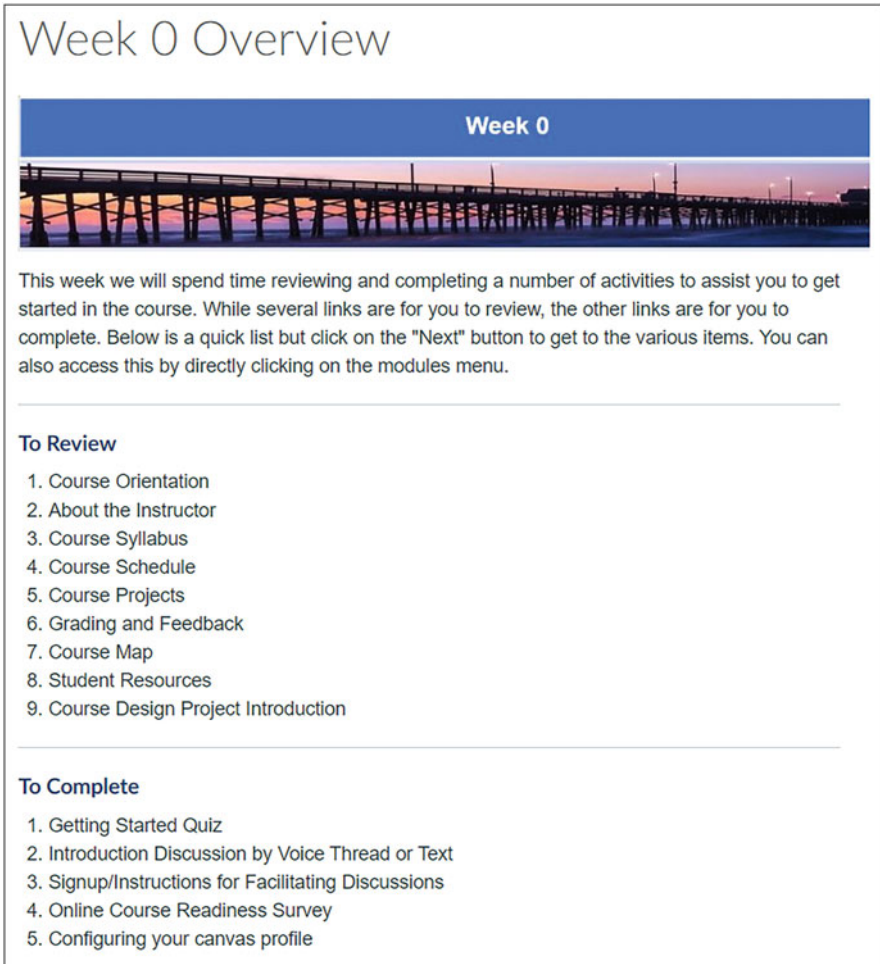 Week 0 Overview
Week 0
This week we will spend time reviewing and completing a number of activities to assist you to get
started in the course. While several links are for you to review, the other links are for you to
complete. Below is a quick list but click on the "Next" button to get to the various items. You can
also access this by directly clicking on the modules menu.
To Review
1. Course Orientation
2. About the Instructor
3. Course Syllabus
4. Course Schedule
5. Course Projects
6. Grading and Feedback
7. Course Map
8. Student Resources
9. Course Design Project Introduction
To Complete
1. Getting Started Quiz
2. Introduction Discussion by Voice Thread or Text
3. Signup/Instructions for Facilitating Discussions
4. Online Course Readiness Survey
5. Configuring your canvas profile